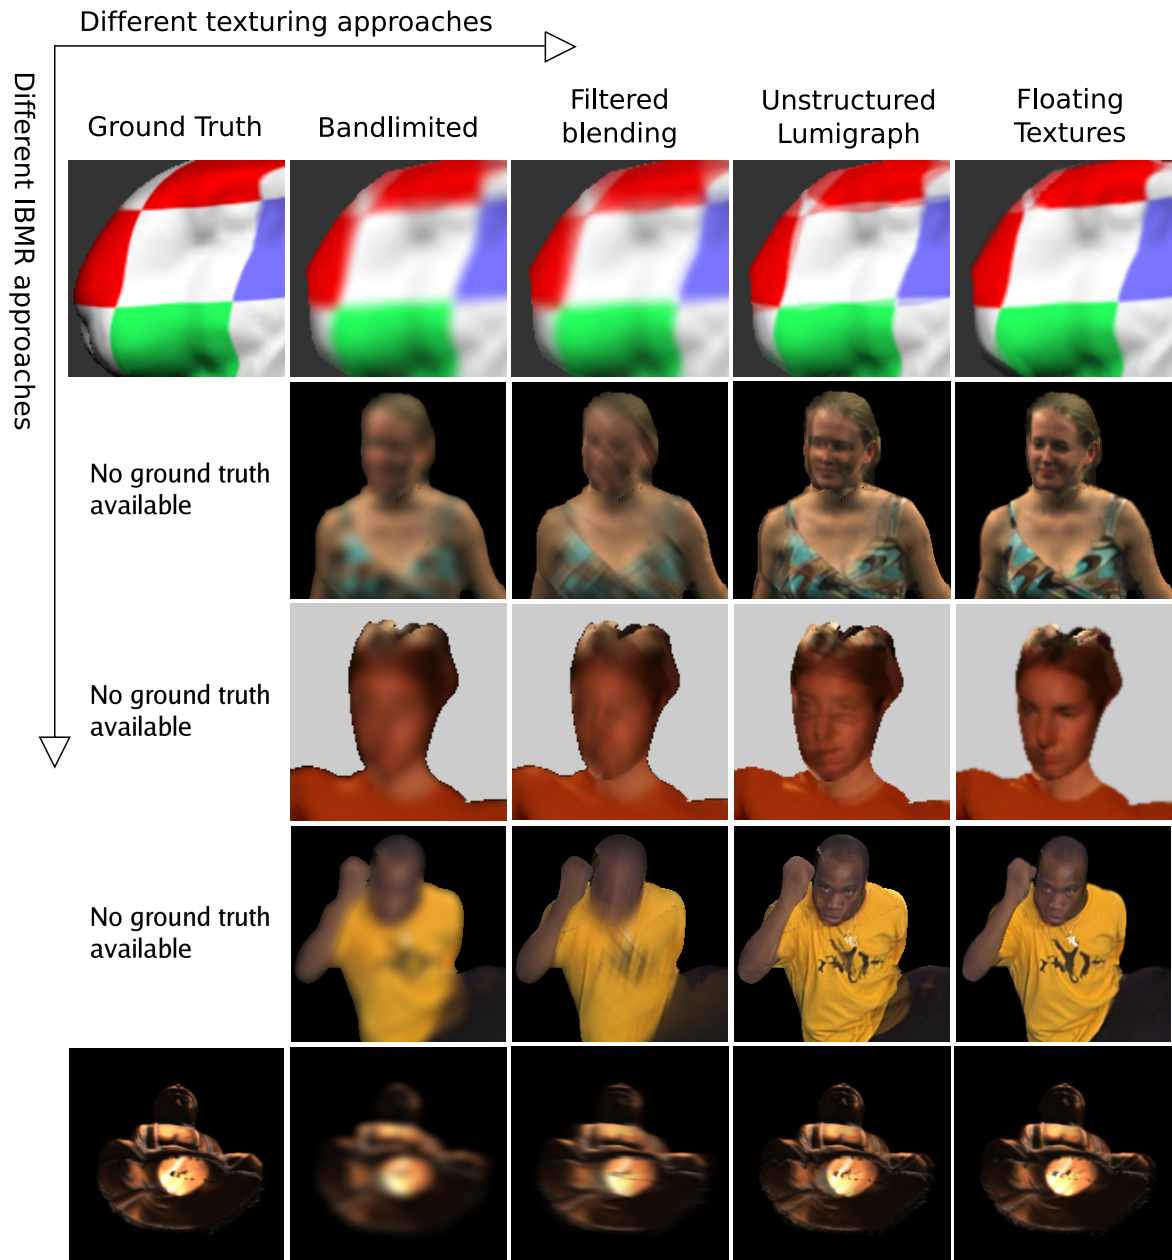 Different texturing approaches
Different IBMR approaches
Ground Truth
Bandlimited
Filtered
blending
Unstructured
Lumigraph
Floating
Textures
No ground truth
available
No ground truth
available
No ground truth
available